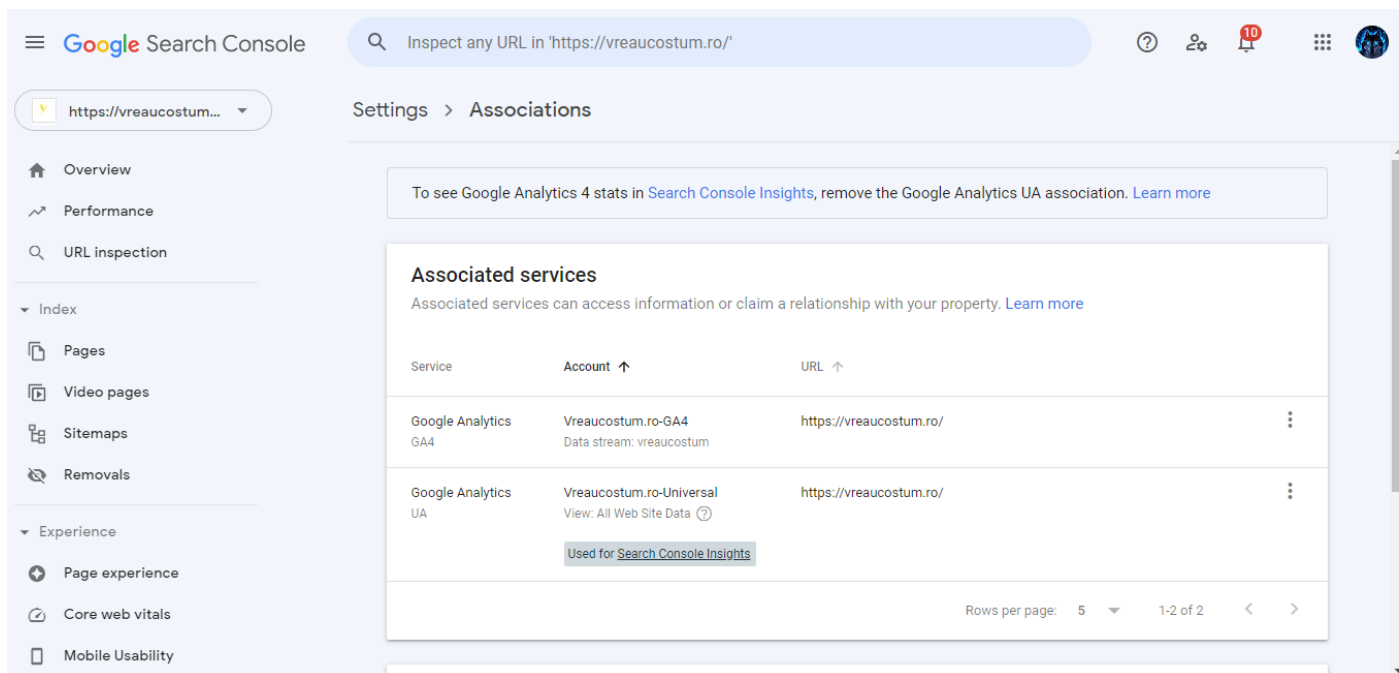 Google Search Console
Inspect any URL in 'https://vreaucostum.ro/'
10
https://vreaucostum...
Settings > Associations
Overview
Performance
URL inspection
Index
Pages
Video pages
Sitemaps
Removals
Experience
Page experience
Core web vitals
Mobile Usability
To see Google Analytics 4 stats in Search Console Insights, remove the Google Analytics UA association. Learn more
Associated services
Associated services can access information or claim a relationship with your property. Learn more
Service Account URL
Google Analytics Vreaucostum.ro-GA4 https://vreaucostum.ro/
GA4 Data stream: vreaucostum
Google Analytics Vreaucostum.ro-Universal https://vreaucostum.ro/
UA View: All Web Site Data
Used for Search Console Insights
Rows per page: 5 1-2 of 2